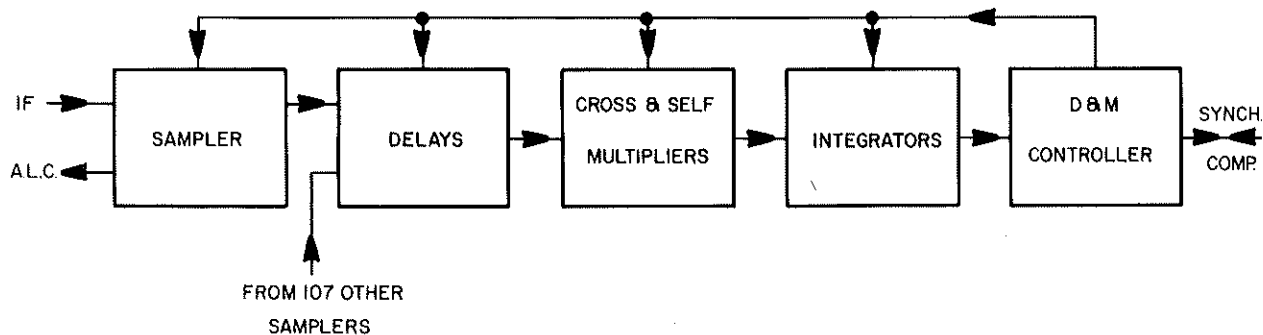 IF
A.L.C.
SAMPLER
DELAYS
CROSS & SELF
MULTIPLIERS
INTEGRATORS
D & M
CONTROLLER
SYNCH.
COMP.
FROM 107 OTHER
SAMPLERS